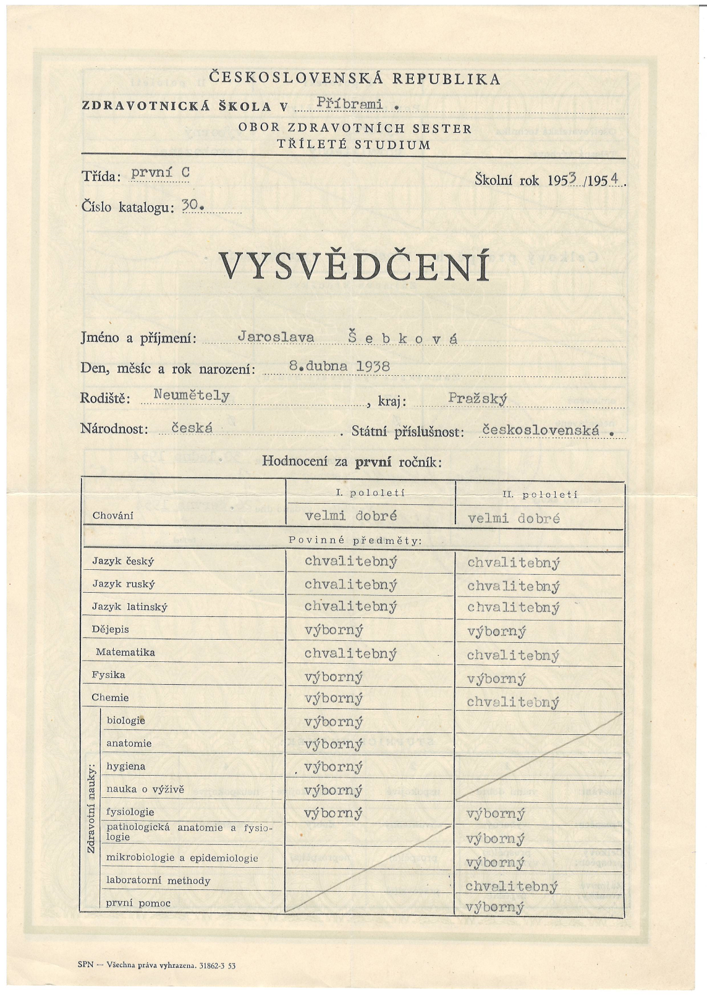 ČESKOSLOVENSKÁ REPUBLIKA
ZDRAVOTNICKÁ ŠKOLA V Příbrami .
OBOR ZDRAVOTNÍCH SESTER
TŘÍLETÉ STUDIUM
Třída: první C Školní rok 1953/1954.
Číslo katalogu: 30.
VYSVĚDČENÍ
Jméno a příjmení: Jaroslava Šebková
Den, měsíc a rok narození: 8.dubna 1938
Rodiště: Neumětely, kraj: Pražský
Národnost: česká . Státní příslušnost: československá .
Hodnocení za první ročník:
I. pololetí II. pololetí
Chování velmi dobré velmi dobré
Povinné předměty:
Jazyk český chvalitebný chvalitebný
Jazyk ruský chvalitebný chvalitebný
Jazyk latinský chvalitebný chvalitebný
Dějepis výborný výborný
Matematika chvalitebný chvalitebný
Fysika výborný výborný
Chemie výborný chvalitebný
Zdravotní nauky:
biologie výborný
anatomie výborný
hygiena výborný
nauka o výživě výborný
fysiologie výborný výborný
pathologická anatomie a fysio-
logie výborný
mikrobiologie a epidemiologie výborný
laboratorní methody chvalitebný
první pomoc výborný
SPN — Všechna práva vyhrazena. 31862-3 53